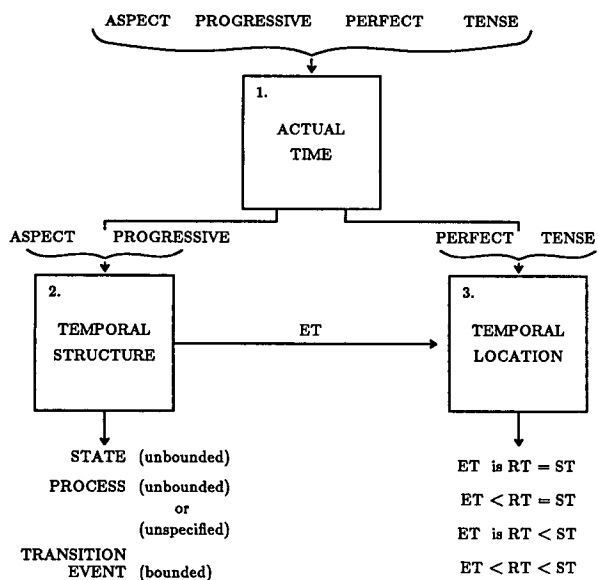 ASPECT PROGRESSIVE PERFECT TENSE
1.
ACTUAL
TIME
ASPECT PROGRESSIVE
PERFECT TENSE
2.
TEMPORAL
STRUCTURE
ET
3.
TEMPORAL
LOCATION
STATE (unbounded)
PROCESS (unbounded)
or
(unspecified)
TRANSITION
EVENT (bounded)
ET is RT = ST
ET < RT = ST
ET is RT < ST
ET < RT < ST